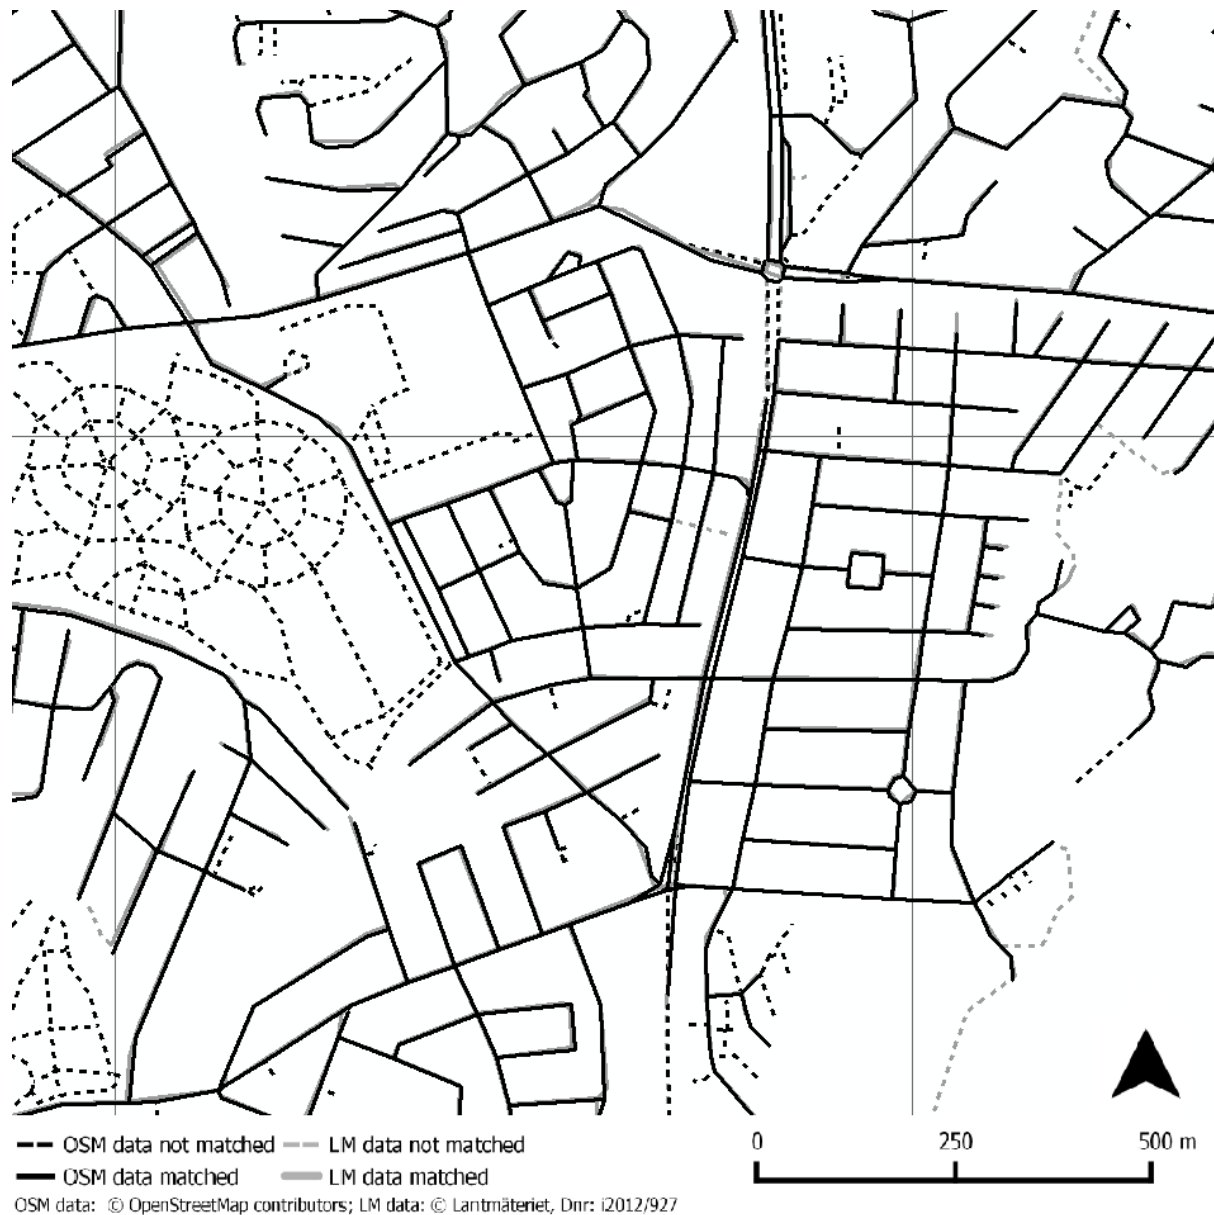 OSM data not matched LM data not matched
OSM data matched LM data matched
0 250 500 m
OSM data: © OpenStreetMap contributors; LM data: © Lantmäteriet, Dnr: i2012/927